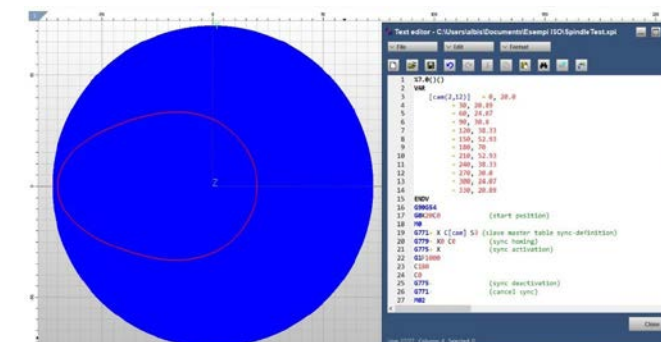 Z
Text editor - C:\Users\albis\Documents\Esempi ISO\SpindleTest.xpi
File
Edit
Format
1 %7.0()()
2 VAR
3 [cam(2,12)] - 0, 20.0
4 - 30, 20.89
5 - 60, 24.07
6 - 90, 30.0
7 - 120, 38.33
8 - 150, 52.93
9 - 180, 70
10 - 210, 52.93
11 - 240, 38.33
12 - 270, 30.0
13 - 300, 24.07
14 - 330, 20.89
15 ENDV
16 G90G54
17 G0X20C0 (start position)
18 M0
19 G771- X C[cam] S3 (slave master table sync-definition)
20 G779- X0 C0 (sync homing)
21 G775- X (sync activation)
22 G1F1000
23 C180
24 C0
25 G775- (sync deactivation)
26 G771- (cancel sync)
27 M02
Close